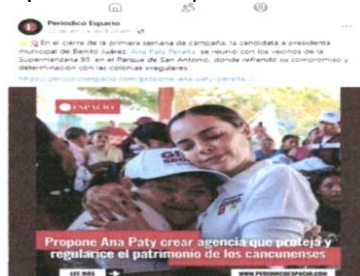 Periódico Espacio
En el cierre de la primera semana de campaña, la candidata a presidenta
municipal de Benito Juárez, Ana Paty Peralta se reunió con los vecinos de la
Supermanzana 93, en el Parque de San Antonio, donde refrendó su compromiso y
determinación con las colonias irregulares.
ESPACIO
Propone Ana Paty crear agencia que proteja y
regularice el patrimonio de los cancunenses
LEE MÁS
WWW.PERIODICOESPACIO.COM